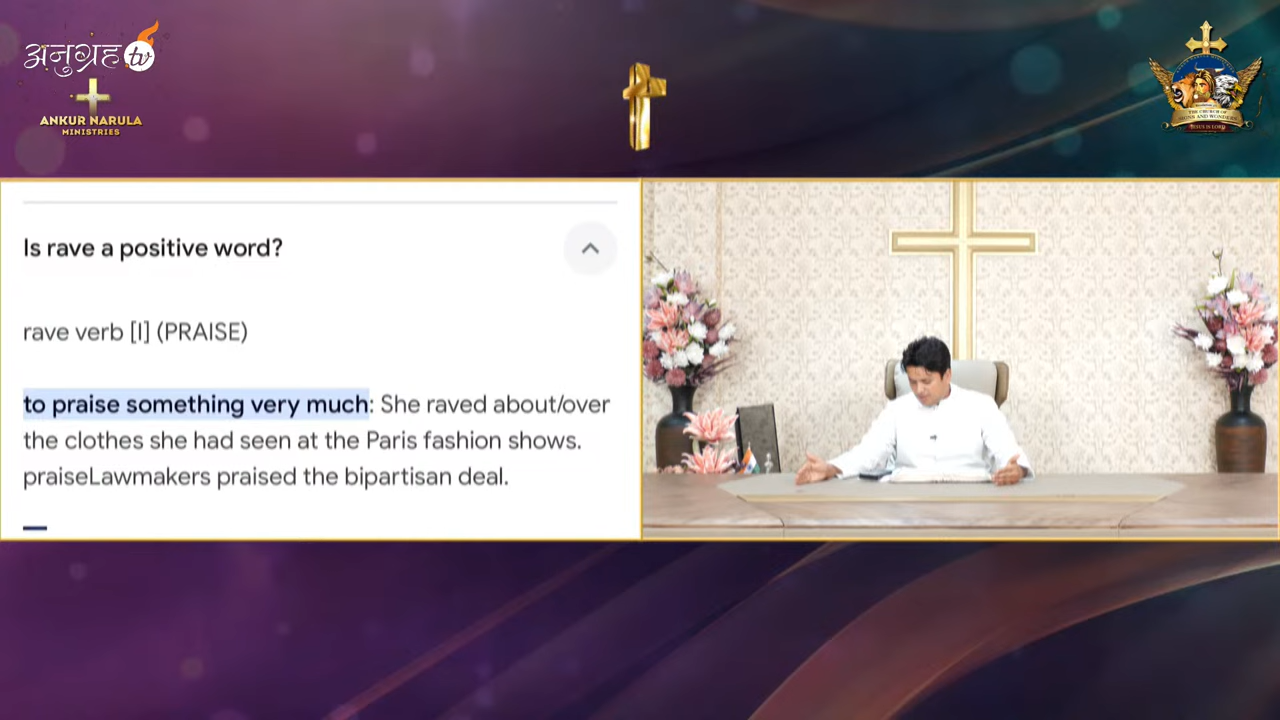 अनुग्रह tv
ANKUR NARULA
MINISTRIES
THE CHURCH OF
SIGNS AND WONDERS
JESUS IS LORD
Is rave a positive word?
rave verb [I] (PRAISE)
to praise something very much: She raved about/over
the clothes she had seen at the Paris fashion shows.
praiseLawmakers praised the bipartisan deal.